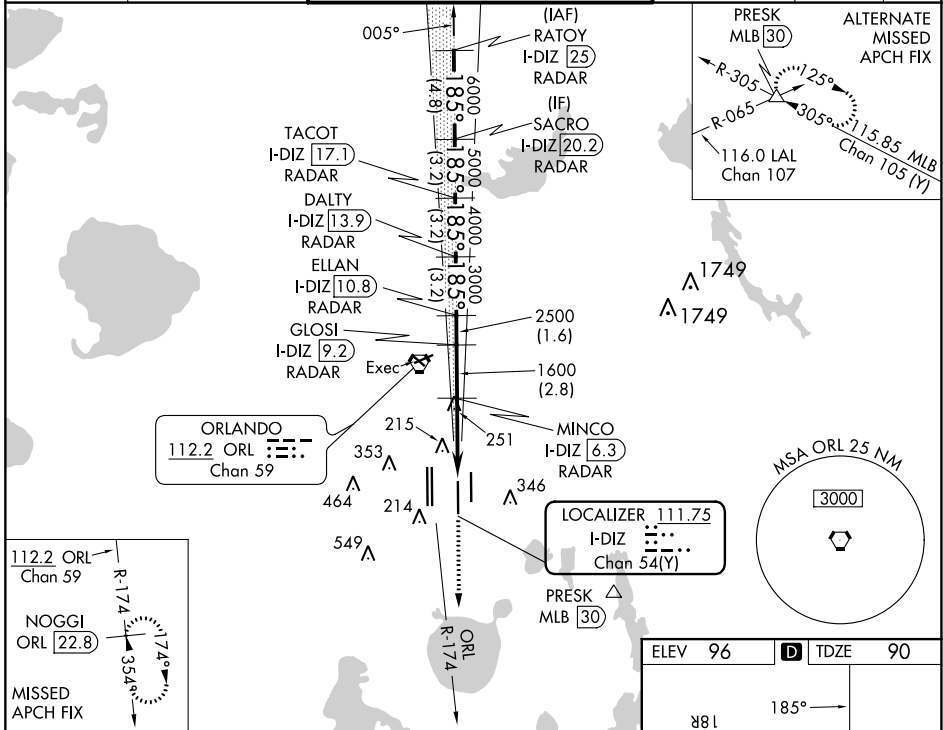 005°
(IAF)
RATOY
I-DIZ 25
RADAR
6000
185°
(4.8)
(IF)
SACRO
I-DIZ 20.2
RADAR
5000
185°
(3.2)
TACOT
I-DIZ 17.1
RADAR
4000
185°
(3.2)
DALTY
I-DIZ 13.9
RADAR
3000
185°
(3.2)
ELLAN
I-DIZ 10.8
RADAR
2500
(1.6)
GLOSI
I-DIZ 9.2
RADAR
Exec
1600
(2.8)
MINCO
I-DIZ 6.3
RADAR
ORLANDO
112.2 ORL
Chan 59
215
251
353
464
214
346
549
LOCALIZER 111.75
I-DIZ
Chan 54(Y)
PRESK
MLB 30
ORL
R-174
PRESK
MLB 30
ALTERNATE
MISSED
APCH FIX
R-305
125°
R-065
305°
115.85 MLB
Chan 105 (Y)
116.0 LAL
Chan 107
1749
1749
MSA ORL 25 NM
3000
112.2 ORL
Chan 59
R-174
NOGGI
ORL 22.8
174°
354°
MISSED
APCH FIX
ELEV 96
D
TDZE 90
185°
18R